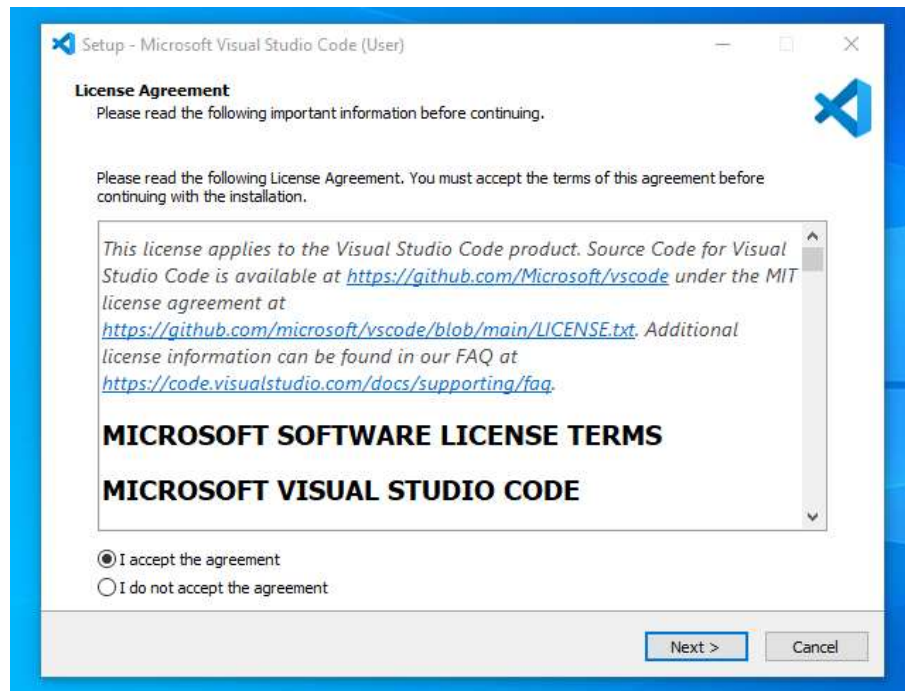 Setup - Microsoft Visual Studio Code (User)
License Agreement
Please read the following important information before continuing.
Please read the following License Agreement. You must accept the terms of this agreement before
continuing with the installation.
This license applies to the Visual Studio Code product. Source Code for Visual
Studio Code is available at https://github.com/Microsoft/vscode under the MIT
license agreement at
https://github.com/microsoft/vscode/blob/main/LICENSE.txt. Additional
license information can be found in our FAQ at
https://code.visualstudio.com/docs/supporting/faq.
MICROSOFT SOFTWARE LICENSE TERMS
MICROSOFT VISUAL STUDIO CODE
I accept the agreement
I do not accept the agreement
Next > Cancel